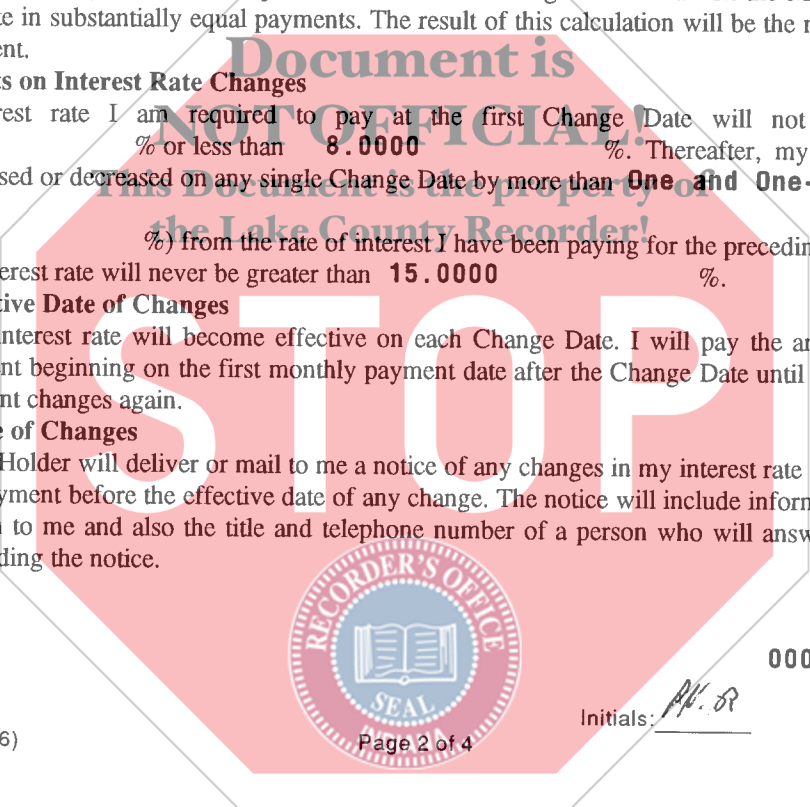 te in substantially equal payments. The result of this calculation will be the
ent.
Document is
s on Interest Rate Changes
rest rate I am required to pay at the first Change Date will not
NOT OFFICIAL!
% or less than 8.0000 %. Thereafter, my
sed or decreased on any single Change Date by more than One and One-
This Document is the property of
the Lake County Recorder!
%) from the rate of interest I have been paying for the precedin
erest rate will never be greater than 15.0000 %.
tive Date of Changes
interest rate will become effective on each Change Date. I will pay the a
nt beginning on the first monthly payment date after the Change Date until
nt changes again.
STOP
e of Changes
Holder will deliver or mail to me a notice of any changes in my interest rate
yment before the effective date of any change. The notice will include inform
n to me and also the title and telephone number of a person who will answ
ding the notice.
RECORDER'S OFFICE
SEAL
INDIANA
000
Initials:
6)
Page 2 of 4